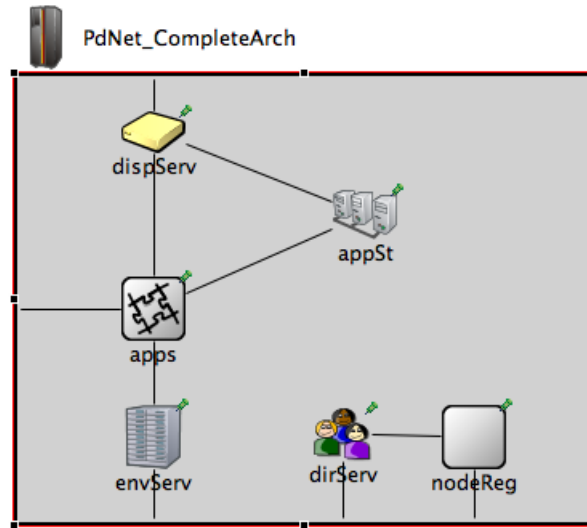 PdNet_CompleteArch
dispServ
appSt
apps
envServ
dirServ
nodeReg